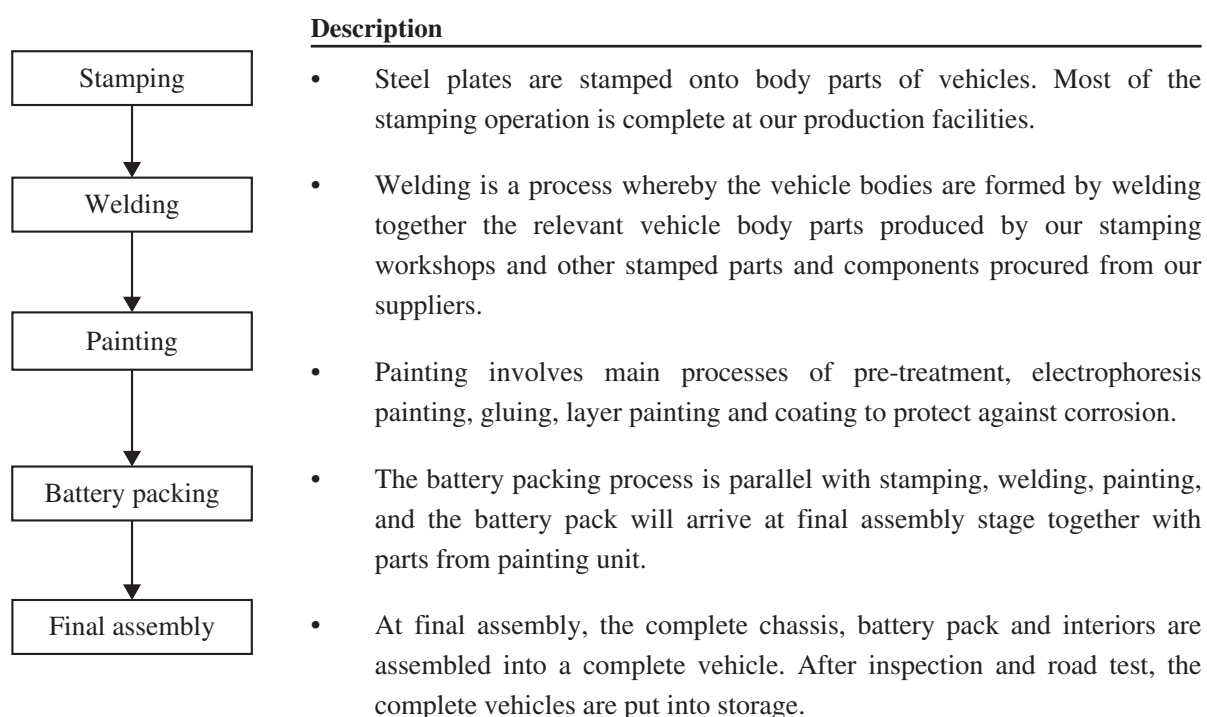 Description
Stamping
• Steel plates are stamped onto body parts of vehicles. Most of the
stamping operation is complete at our production facilities.
Welding
• Welding is a process whereby the vehicle bodies are formed by welding
together the relevant vehicle body parts produced by our stamping
workshops and other stamped parts and components procured from our
suppliers.
Painting
• Painting involves main processes of pre-treatment, electrophoresis
painting, gluing, layer painting and coating to protect against corrosion.
Battery packing
• The battery packing process is parallel with stamping, welding, painting,
and the battery pack will arrive at final assembly stage together with
parts from painting unit.
Final assembly
• At final assembly, the complete chassis, battery pack and interiors are
assembled into a complete vehicle. After inspection and road test, the
complete vehicles are put into storage.